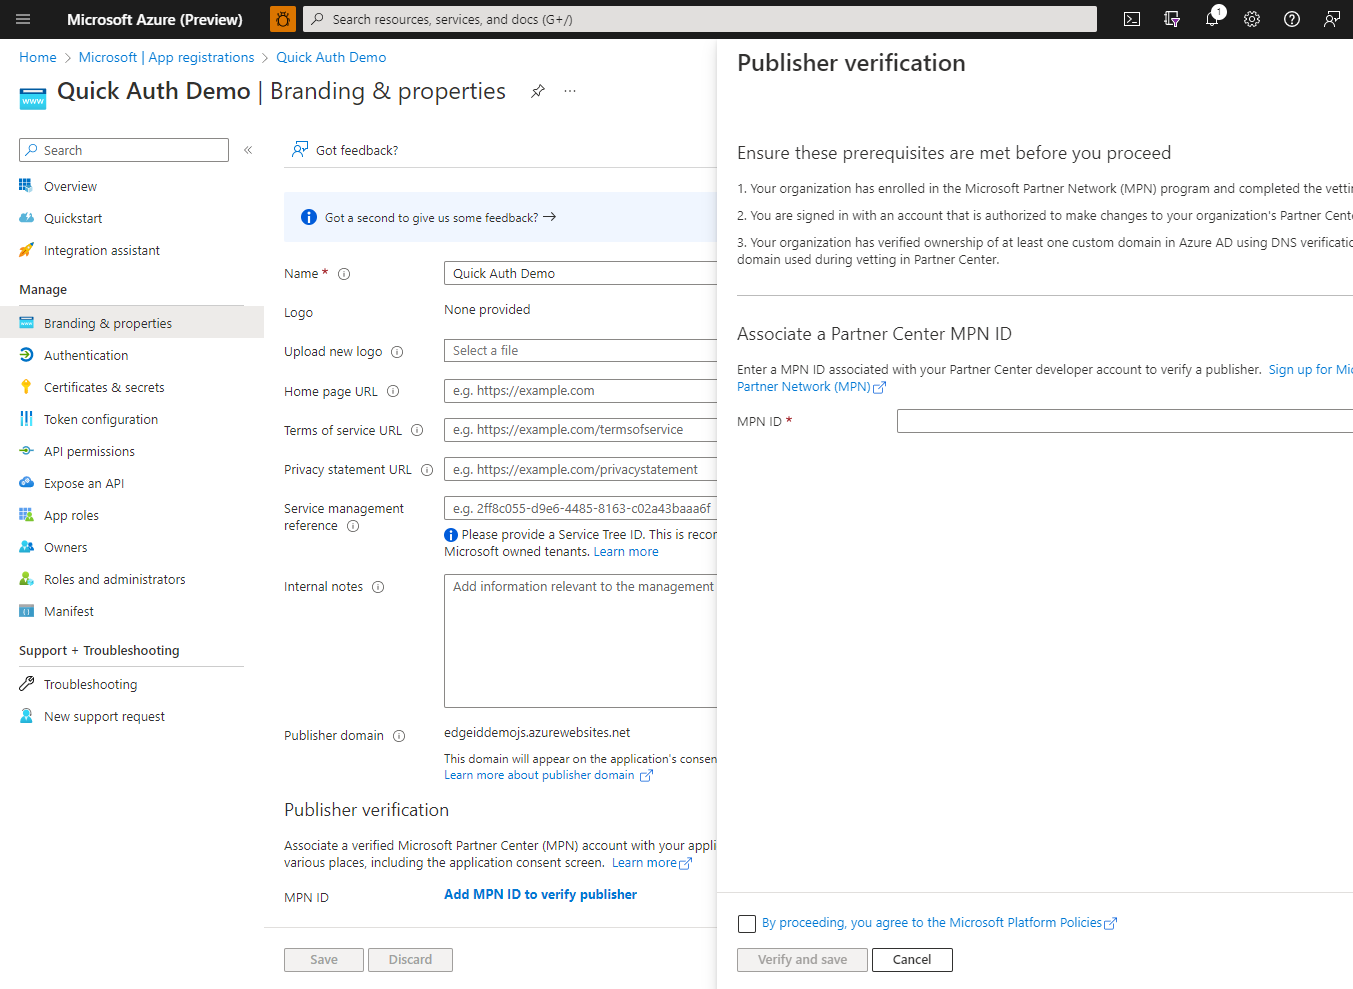 Microsoft Azure (Preview)
Search resources, services, and docs (G+/)
1
Home > Microsoft | App registrations > Quick Auth Demo
Quick Auth Demo | Branding & properties
Search
Overview
Quickstart
Integration assistant
Manage
Branding & properties
Authentication
Certificates & secrets
Token configuration
API permissions
Expose an API
App roles
Owners
Roles and administrators
Manifest
Support + Troubleshooting
Troubleshooting
New support request
Got feedback?
Got a second to give us some feedback? →
Name *
Quick Auth Demo
Logo
None provided
Upload new logo
Select a file
Home page URL
e.g. https://example.com
Terms of service URL
e.g. https://example.com/termsofservice
Privacy statement URL
e.g. https://example.com/privacystatement
Service management
reference
e.g. 2ff8c055-d9e6-4485-8163-c02a43baaa6f
Please provide a Service Tree ID. This is recor
Microsoft owned tenants. Learn more
Internal notes
Add information relevant to the management
Publisher domain
edgeiddemojs.azurewebsites.net
This domain will appear on the application's consen
Learn more about publisher domain
Publisher verification
Associate a verified Microsoft Partner Center (MPN) account with your appli
various places, including the application consent screen. Learn more
MPN ID
Add MPN ID to verify publisher
Save
Discard
Publisher verification
Ensure these prerequisites are met before you proceed
1. Your organization has enrolled in the Microsoft Partner Network (MPN) program and completed the vettin
2. You are signed in with an account that is authorized to make changes to your organization's Partner Cente
3. Your organization has verified ownership of at least one custom domain in Azure AD using DNS verificatio
domain used during vetting in Partner Center.
Associate a Partner Center MPN ID
Enter a MPN ID associated with your Partner Center developer account to verify a publisher. Sign up for Mic
Partner Network (MPN)
MPN ID *
By proceeding, you agree to the Microsoft Platform Policies
Verify and save
Cancel